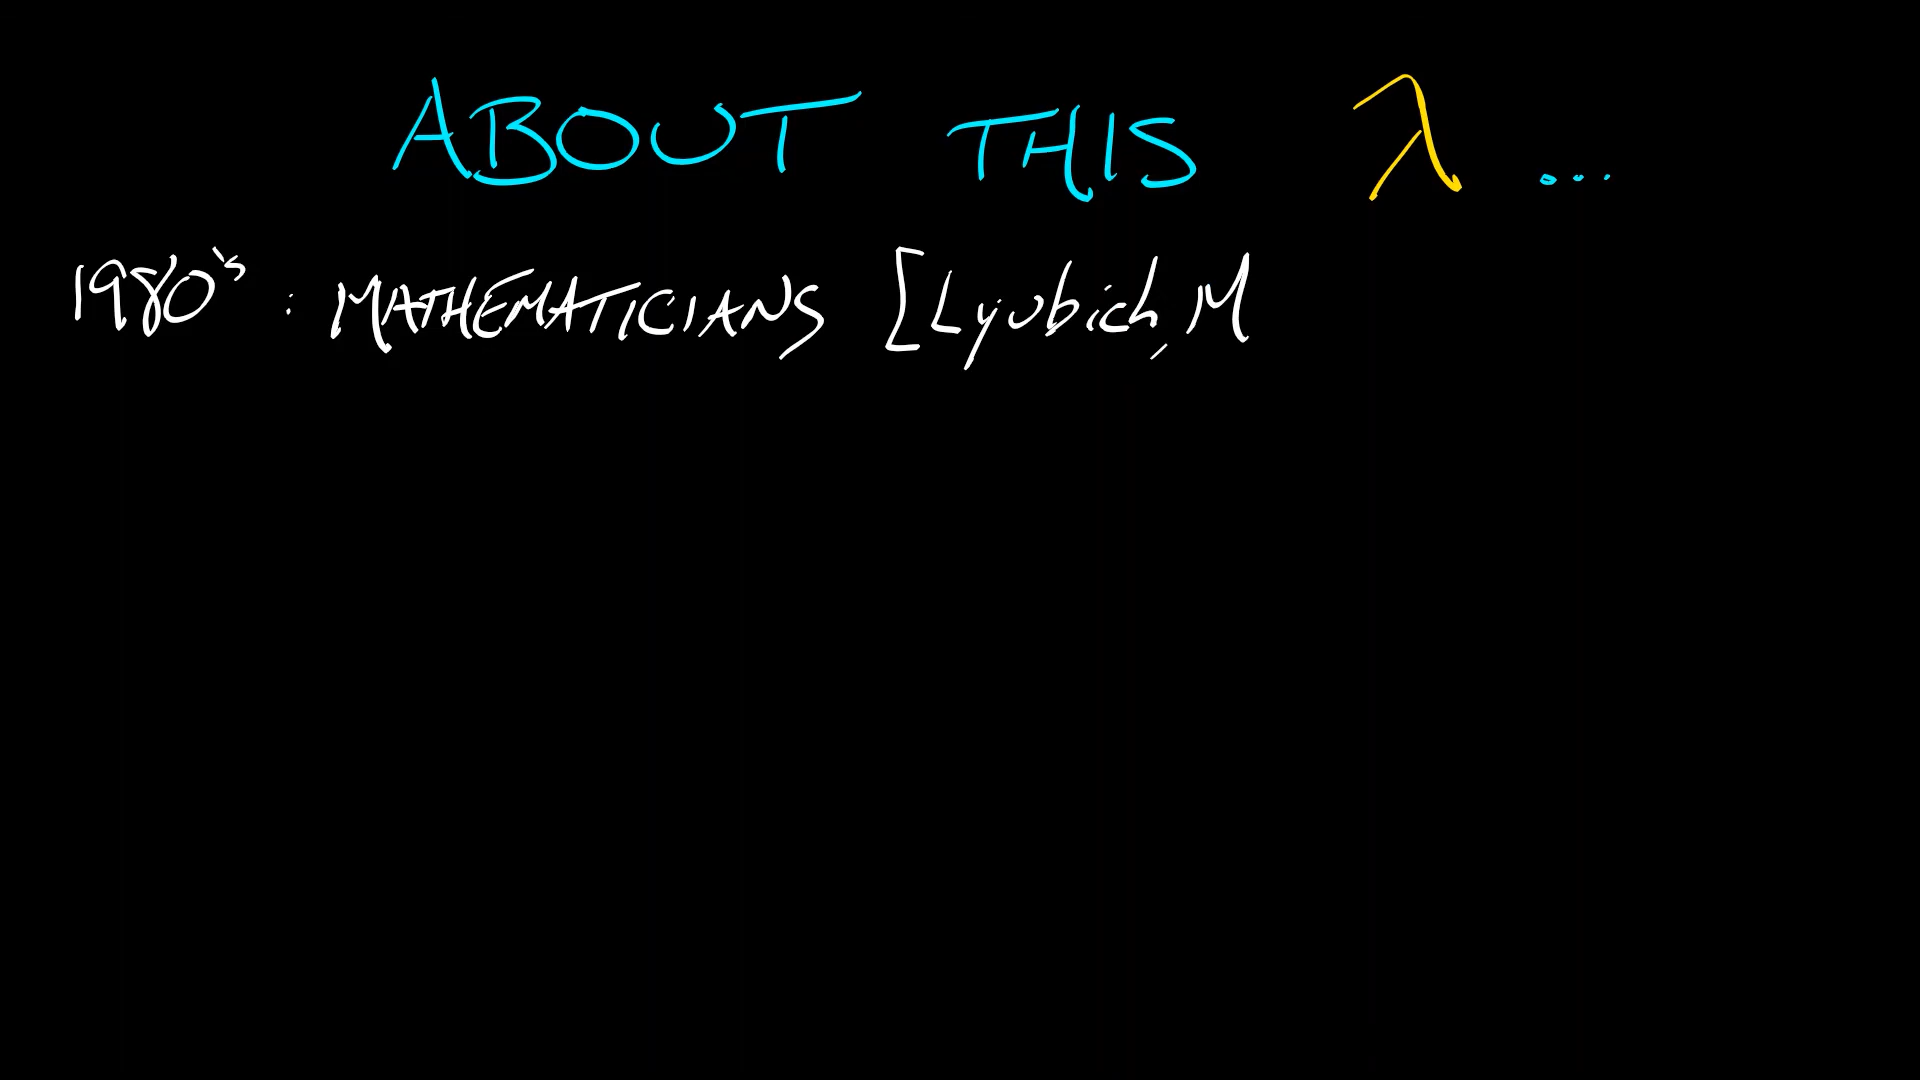 ABOUT THIS λ ...
1980's : MATHEMATICIANS [Lyubich, M